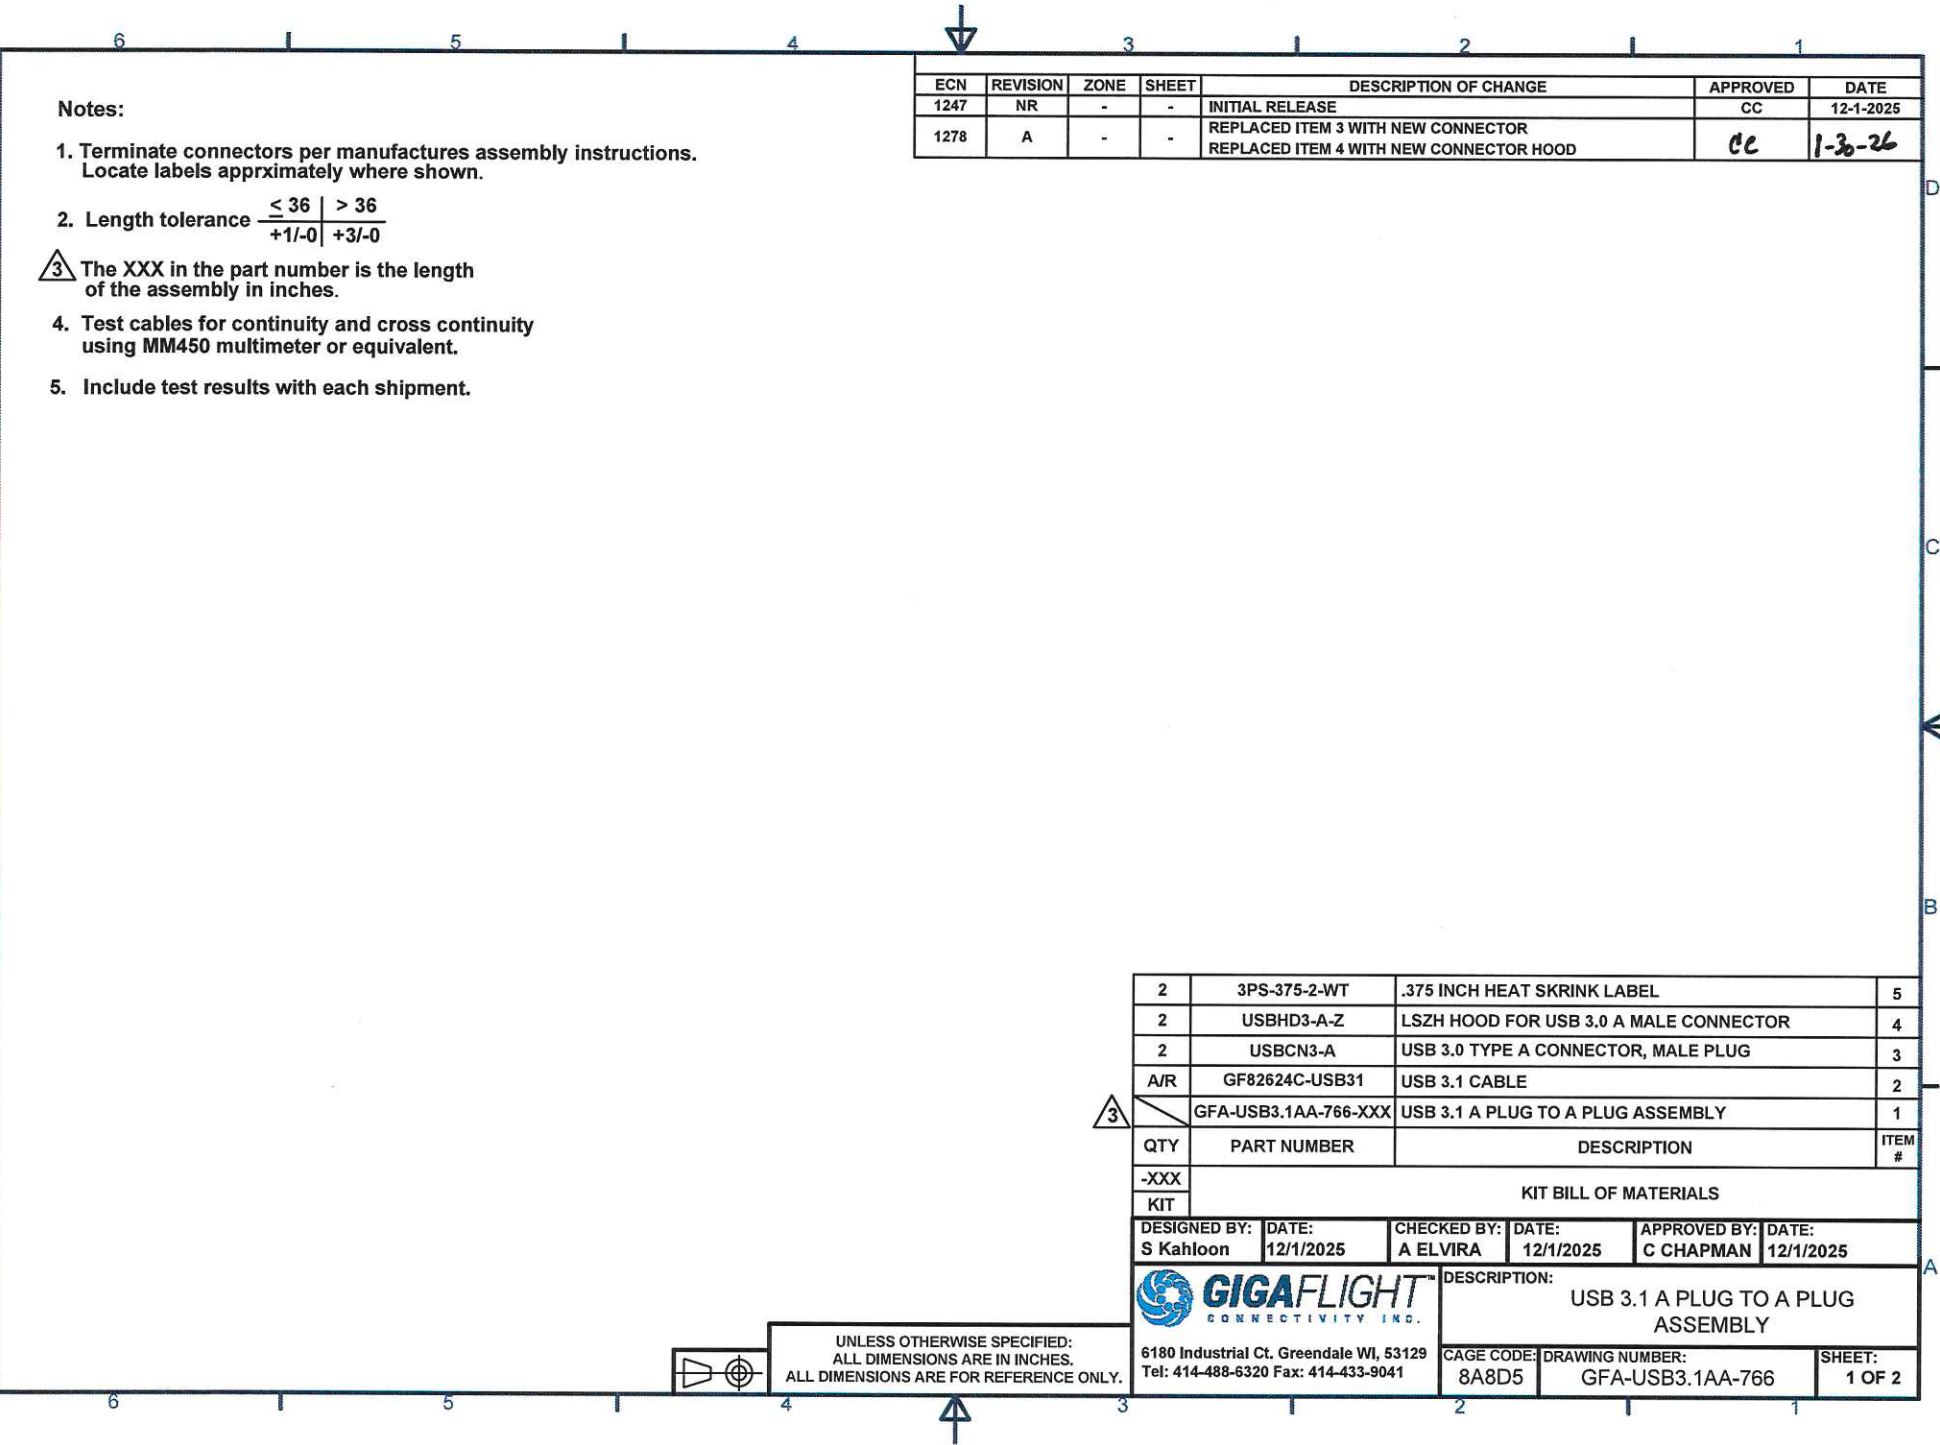 6 5 4 3 2 1
ECN REVISION ZONE SHEET DESCRIPTION OF CHANGE APPROVED DATE
1247 NR - - INITIAL RELEASE CC 12-1-2025
1278 A - - REPLACED ITEM 3 WITH NEW CONNECTOR
REPLACED ITEM 4 WITH NEW CONNECTOR HOOD CC 1-30-26
Notes:
1. Terminate connectors per manufactures assembly instructions.
Locate labels apprximately where shown.
2. Length tolerance ≤ 36 | > 36
+1/-0 | +3/-0
3 The XXX in the part number is the length
of the assembly in inches.
4. Test cables for continuity and cross continuity
using MM450 multimeter or equivalent.
5. Include test results with each shipment.
D
C
B
A
2 3PS-375-2-WT .375 INCH HEAT SKRINK LABEL 5
2 USBHD3-A-Z LSZH HOOD FOR USB 3.0 A MALE CONNECTOR 4
2 USBCN3-A USB 3.0 TYPE A CONNECTOR, MALE PLUG 3
A/R GF82624C-USB31 USB 3.1 CABLE 2
3 GFA-USB3.1AA-766-XXX USB 3.1 A PLUG TO A PLUG ASSEMBLY 1
QTY PART NUMBER DESCRIPTION ITEM #
-XXX
KIT
KIT BILL OF MATERIALS
DESIGNED BY: DATE: CHECKED BY: DATE: APPROVED BY: DATE:
S Kahloon 12/1/2025 A ELVIRA 12/1/2025 C CHAPMAN 12/1/2025
GIGAFLIGHT™
CONNECTIVITY INC.
6180 Industrial Ct. Greendale WI, 53129
Tel: 414-488-6320 Fax: 414-433-9041
DESCRIPTION:
USB 3.1 A PLUG TO A PLUG
ASSEMBLY
CAGE CODE: DRAWING NUMBER: SHEET:
8A8D5 GFA-USB3.1AA-766 1 OF 2
UNLESS OTHERWISE SPECIFIED:
ALL DIMENSIONS ARE IN INCHES.
ALL DIMENSIONS ARE FOR REFERENCE ONLY.
6 5 4 3 2 1